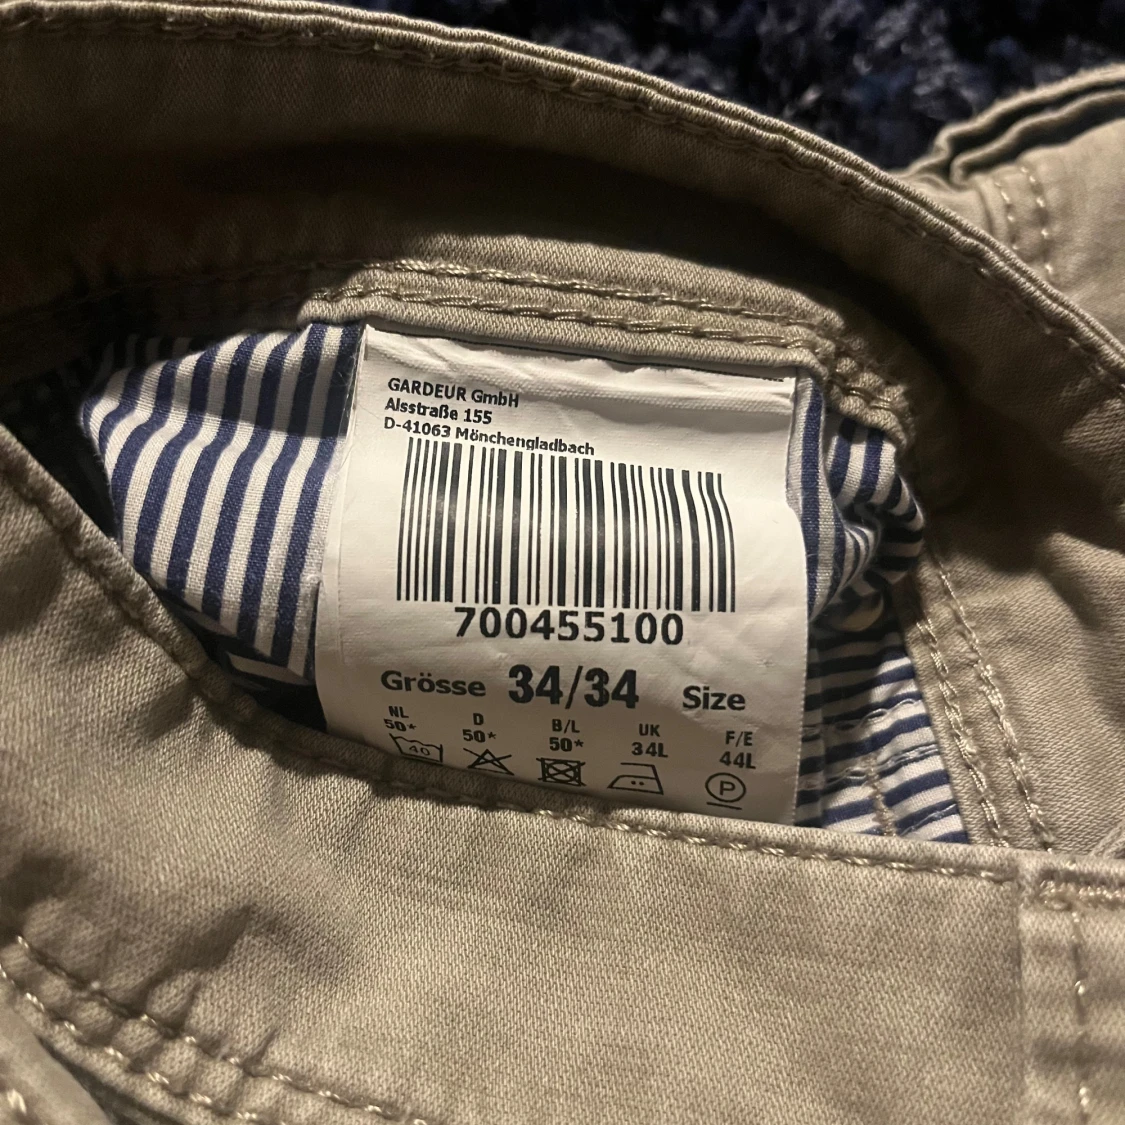 GARDEUR GmbH
Alsstraße 155
D-41063 Mönchengladbach
700455100
Grösse 34/34 Size
NL D B/L UK F/E
50* 50* 50* 34L 44L
40 P